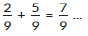 2/9 + 5/9 = 7/9 ...